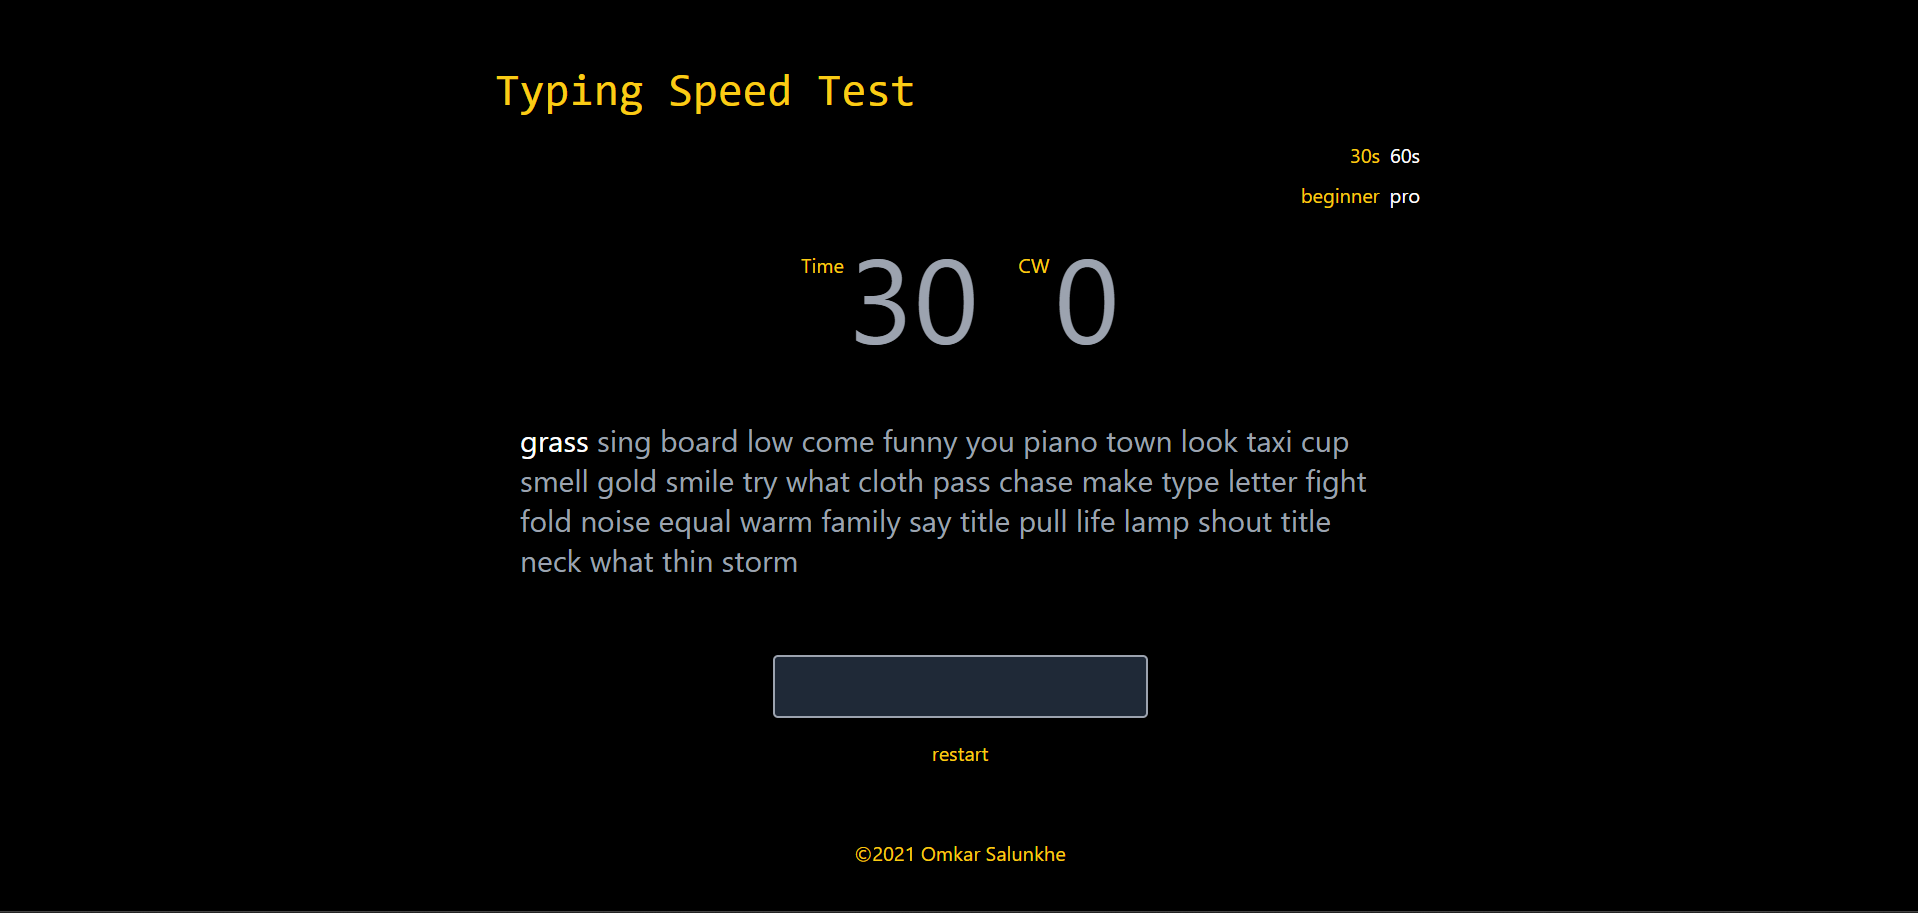 Typing Speed Test
30s 60s
beginner pro
Time 30 CW 0
grass sing board low come funny you piano town look taxi cup
smell gold smile try what cloth pass chase make type letter fight
fold noise equal warm family say title pull life lamp shout title
neck what thin storm
restart
©2021 Omkar Salunkhe